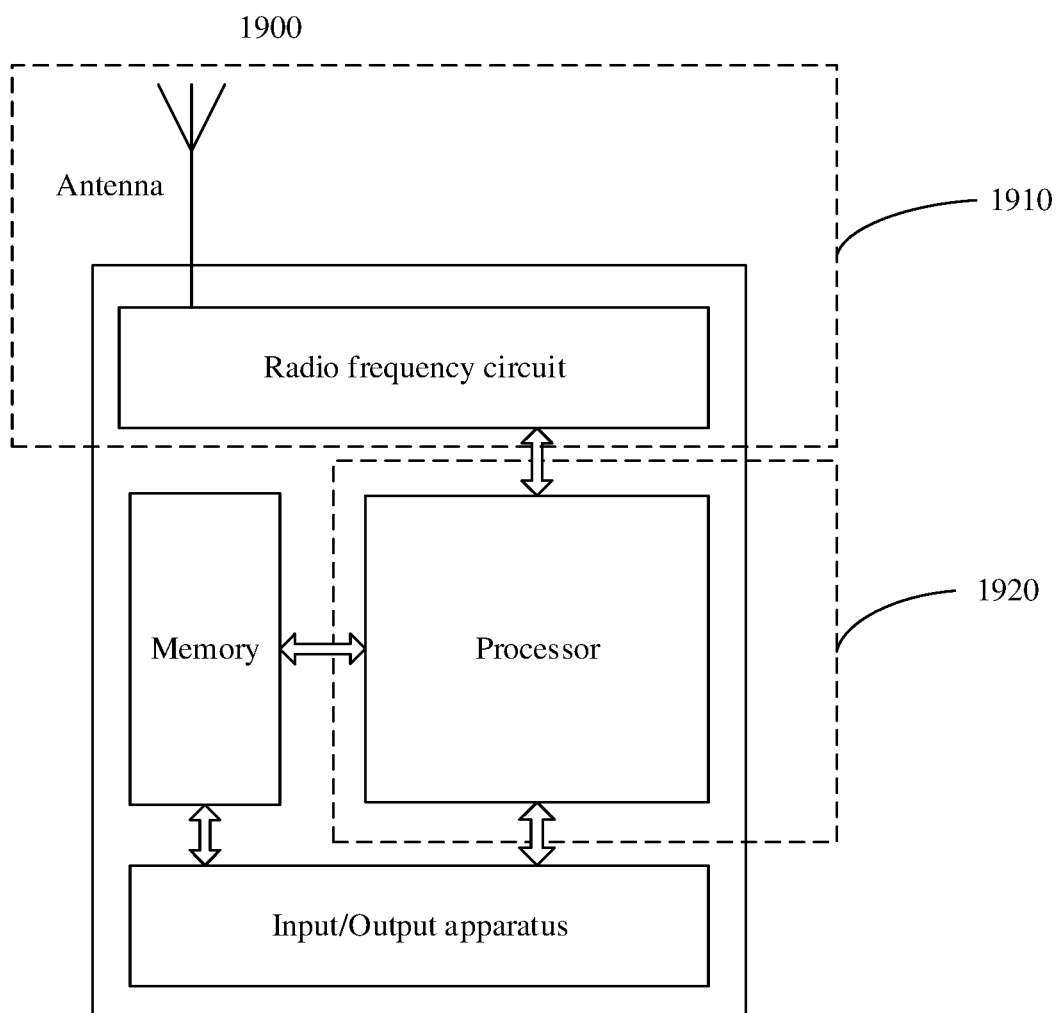 1900
Antenna
1910
Radio frequency circuit
1920
Memory
Processor
Input/Output apparatus